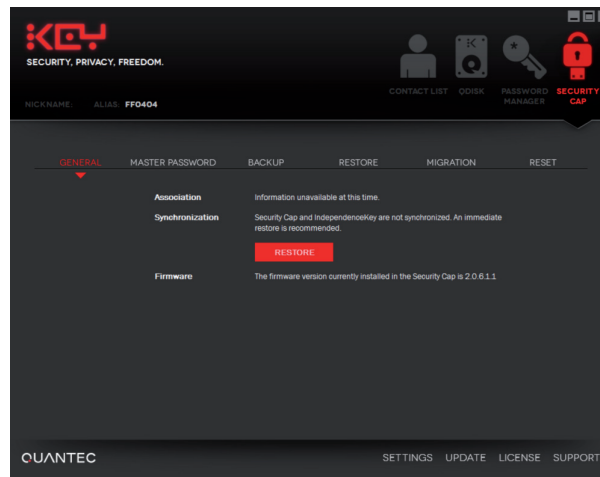 KEY
SECURITY, PRIVACY, FREEDOM.
NICKNAME: ALIAS: FF0404
CONTACT LIST
QDISK
PASSWORD
MANAGER
SECURITY
CAP
GENERAL MASTER PASSWORD BACKUP RESTORE MIGRATION RESET
Association Information unavailable at this time.
Synchronization Security Cap and IndependenceKey are not synchronized. An immediate
restore is recommended.
RESTORE
Firmware The firmware version currently installed in the Security Cap is 2.0.6.1.1
QUANTEC SETTINGS UPDATE LICENSE SUPPORT